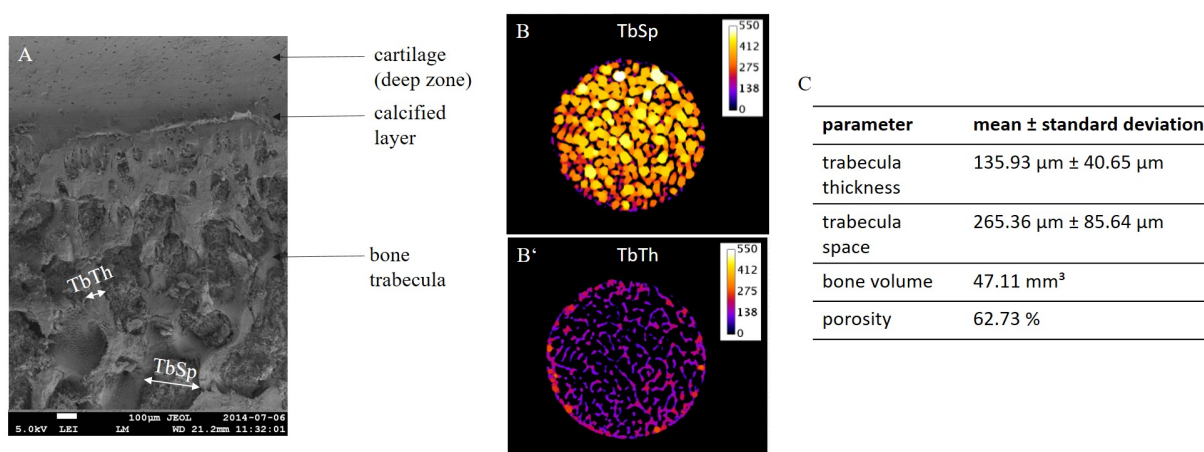 A
cartilage
(deep zone)
calcified
layer
bone
trabecula
TbTh
TbSp
100µm JEOL 2014-07-06
5.0kV LEI LM WD 21.2mm 11:32:01
B
TbSp
550
412
275
138
0
B‘
TbTh
550
412
275
138
0
C
parameter mean ± standard deviation
trabecula 135.93 µm ± 40.65 µm
thickness
trabecula 265.36 µm ± 85.64 µm
space
bone volume 47.11 mm³
porosity 62.73 %